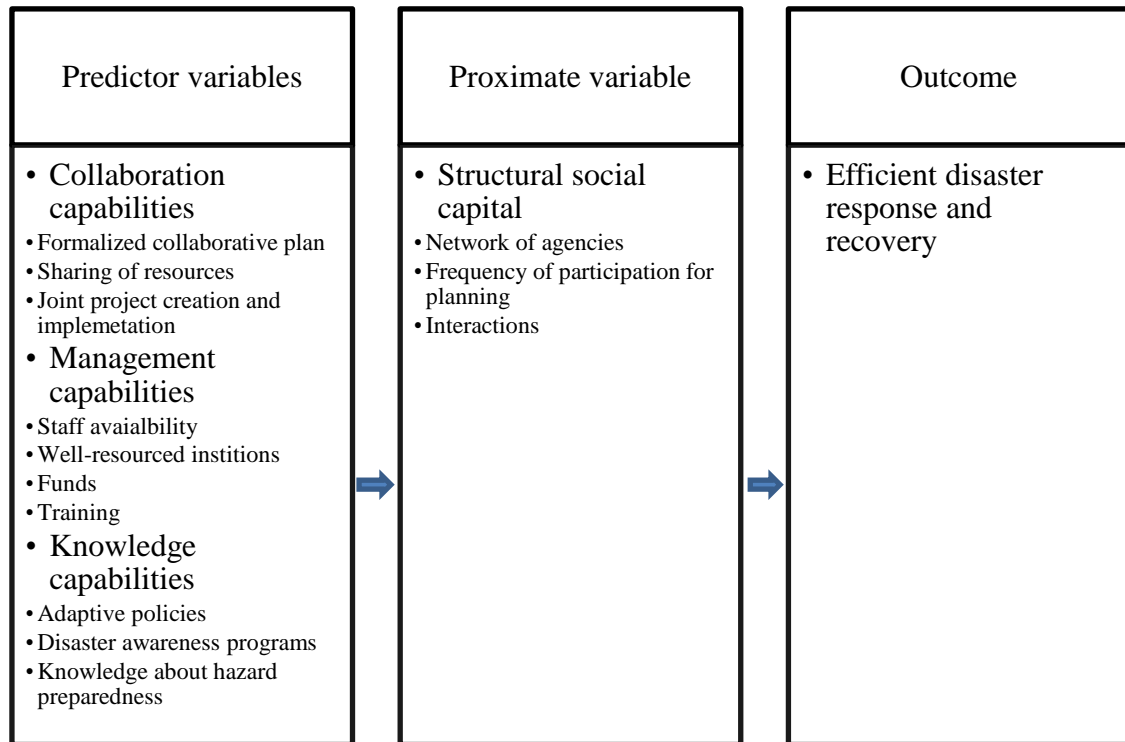 Predictor variables
• Collaboration
capabilities
• Formalized collaborative plan
• Sharing of resources
• Joint project creation and
implemetation
• Management
capabilities
• Staff avaialbility
• Well-resourced institions
• Funds
• Training
• Knowledge
capabilities
• Adaptive policies
• Disaster awareness programs
• Knowledge about hazard
preparedness
Proximate variable
• Structural social
capital
• Network of agencies
• Frequency of participation for
planning
• Interactions
Outcome
• Efficient disaster
response and
recovery